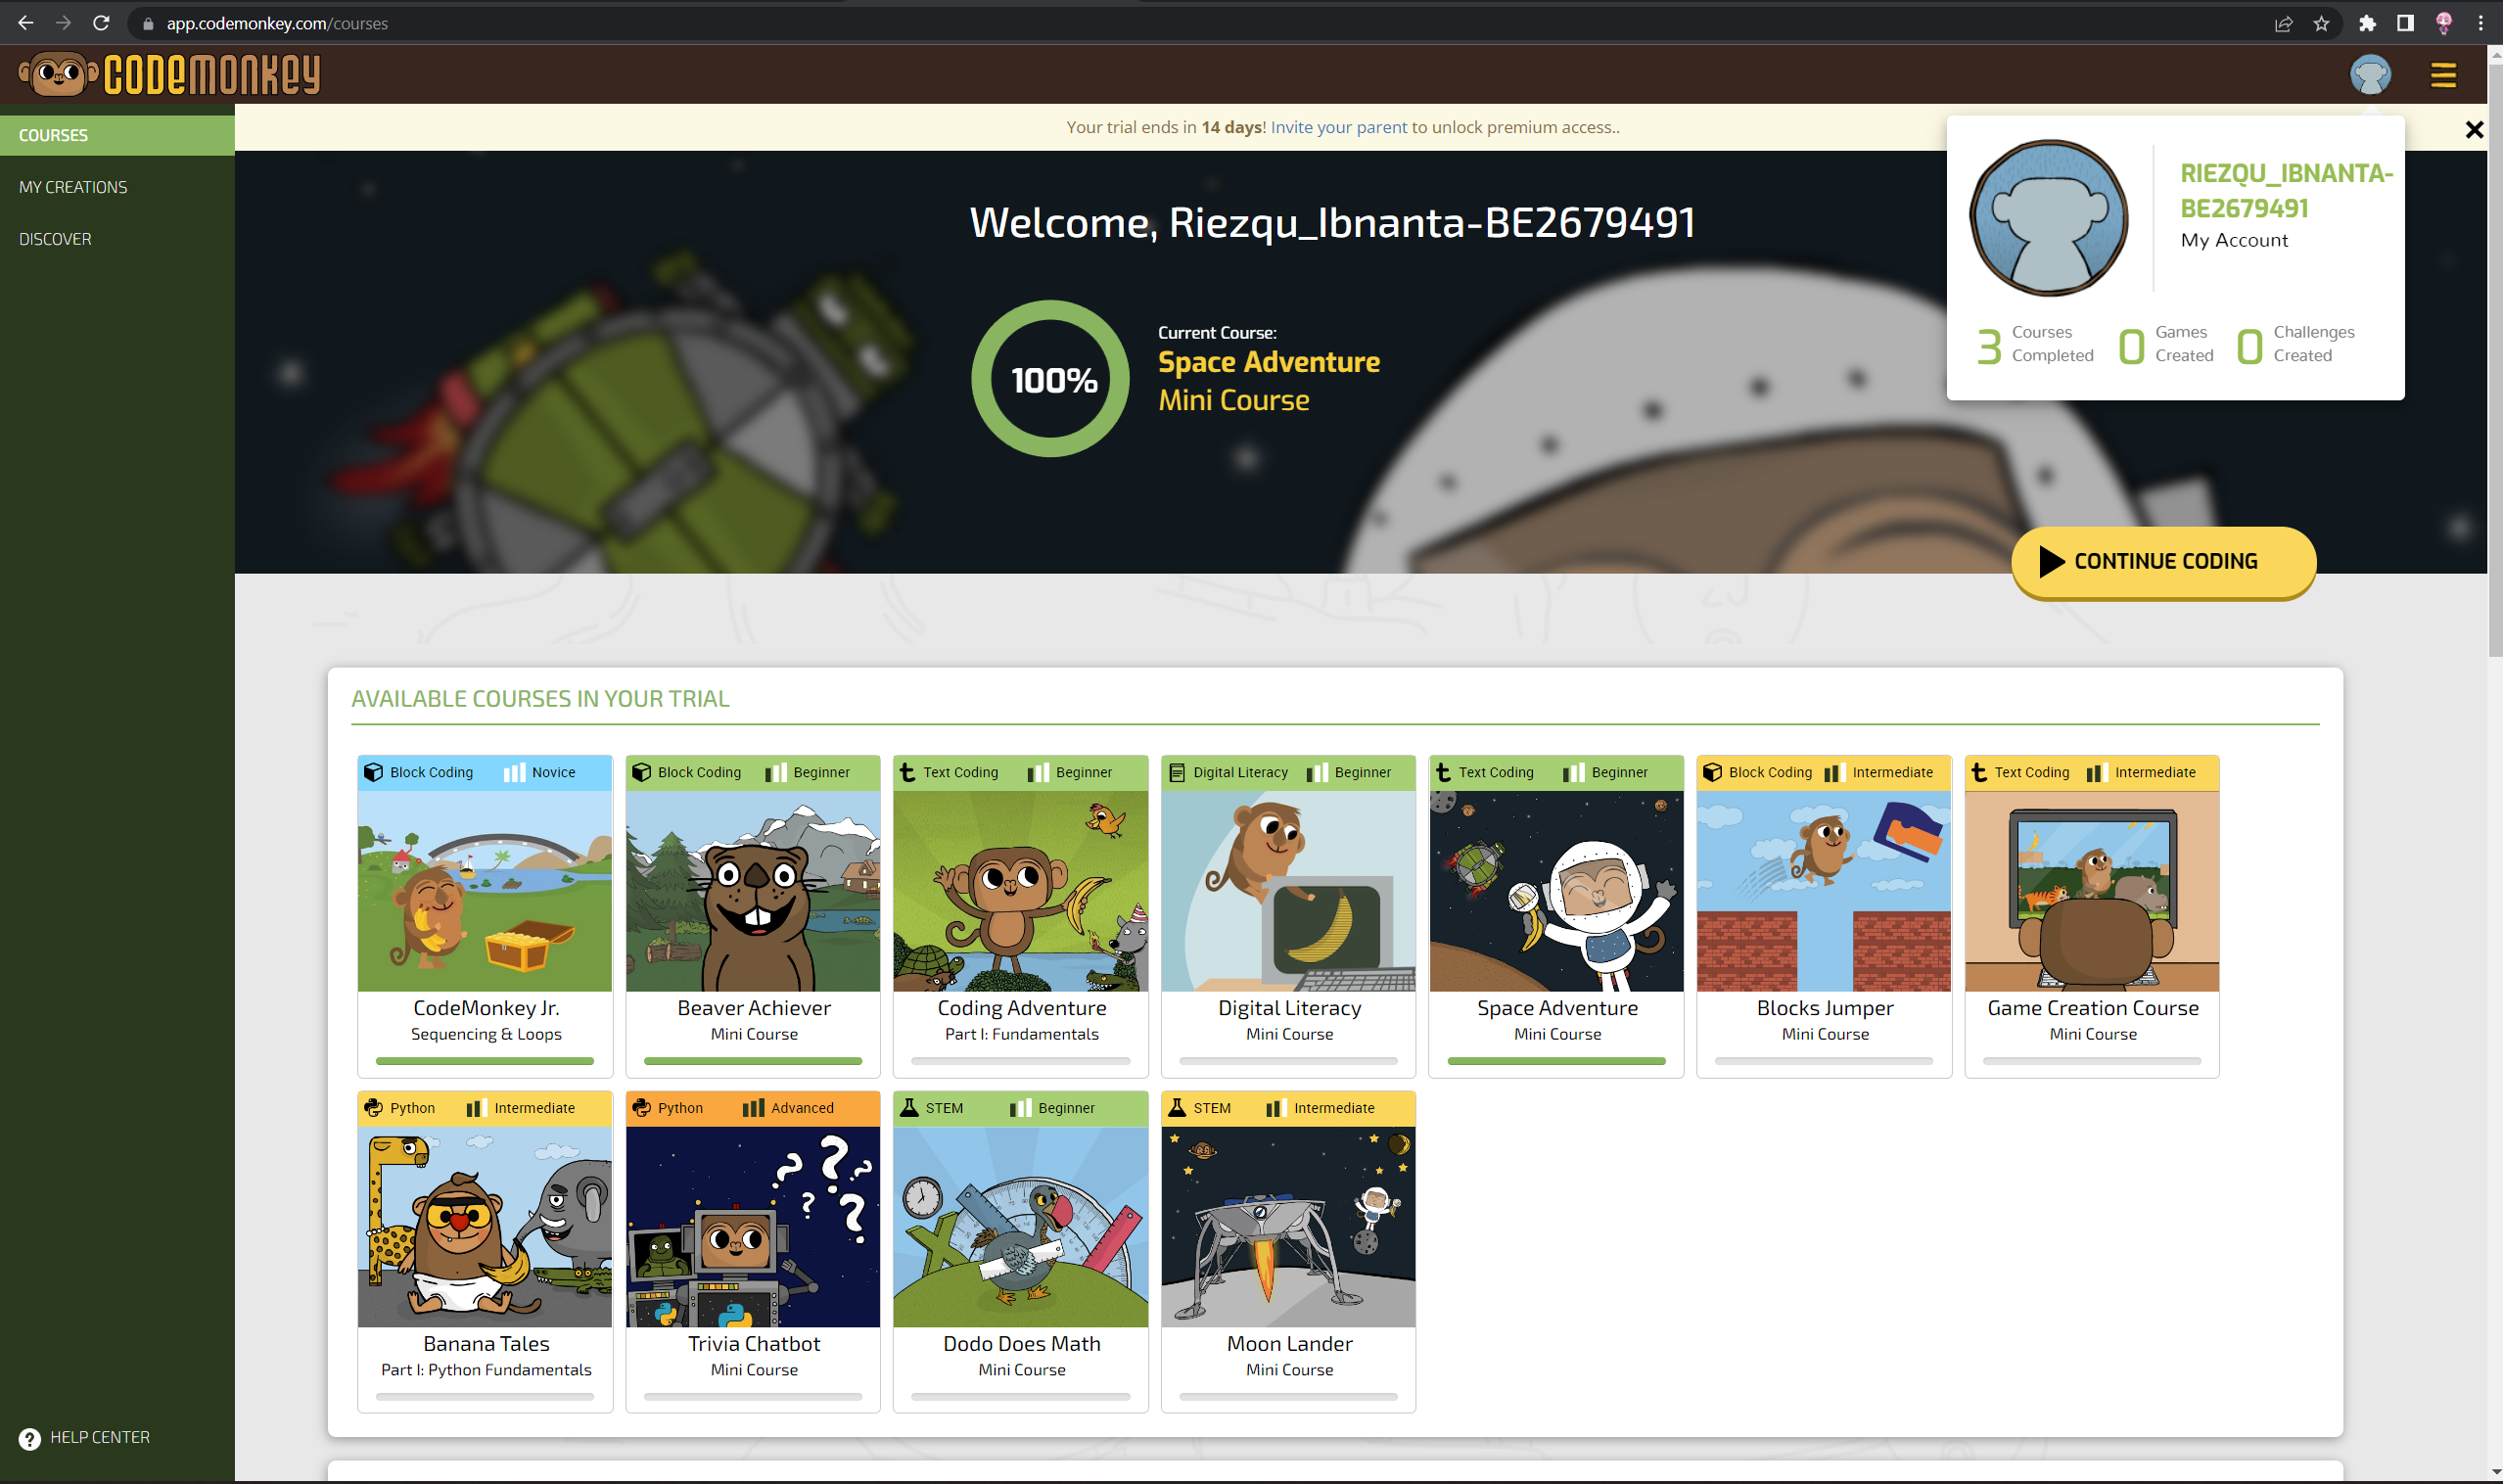 app.codemonkey.com/courses
CODEMONKEY
COURSES
MY CREATIONS
DISCOVER
HELP CENTER
Your trial ends in 14 days! Invite your parent to unlock premium access..
Welcome, Riezqu_Ibnanta-BE2679491
100%
Current Course:
Space Adventure
Mini Course
RIEZQU_IBNANTA-
BE2679491
My Account
3 Courses Completed
0 Games Created
0 Challenges Created
CONTINUE CODING
AVAILABLE COURSES IN YOUR TRIAL
Block Coding Novice
CodeMonkey Jr.
Sequencing & Loops
Block Coding Beginner
Beaver Achiever
Mini Course
Text Coding Beginner
Coding Adventure
Part I: Fundamentals
Digital Literacy Beginner
Digital Literacy
Mini Course
Text Coding Beginner
Space Adventure
Mini Course
Block Coding Intermediate
Blocks Jumper
Mini Course
Text Coding Intermediate
Game Creation Course
Mini Course
Python Intermediate
Banana Tales
Part I: Python Fundamentals
Python Advanced
Trivia Chatbot
Mini Course
STEM Beginner
Dodo Does Math
Mini Course
STEM Intermediate
Moon Lander
Mini Course